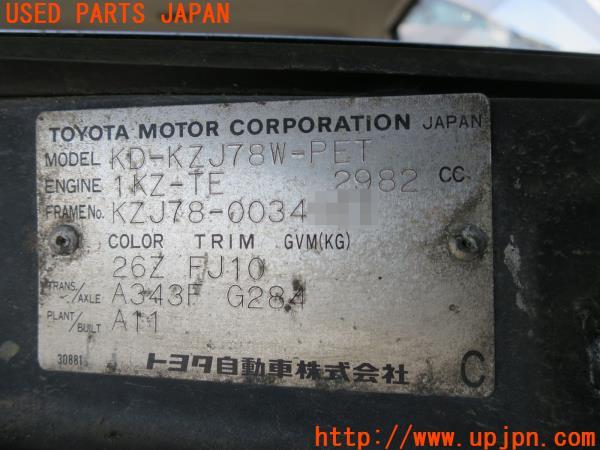 USED PARTS JAPAN
TOYOTA MOTOR CORPORATION JAPAN
MODEL KD-KZJ78W-PET
ENGINE 1KZ-TE 2982 CC
FRAME No. KZJ78-0034
COLOR TRIM GVM(KG)
26Z FJ10
TRANS./AXLE A343F G284
PLANT/BUILT A11
30881
トヨタ自動車株式会社 C
http://www.upjpn.com